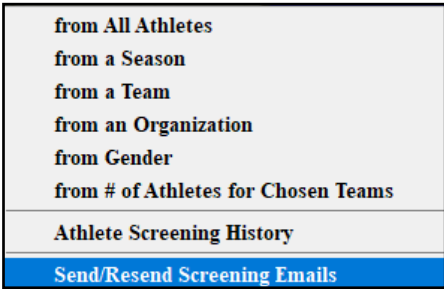 from All Athletes
from a Season
from a Team
from an Organization
from Gender
from # of Athletes for Chosen Teams
Athlete Screening History
Send/Resend Screening Emails